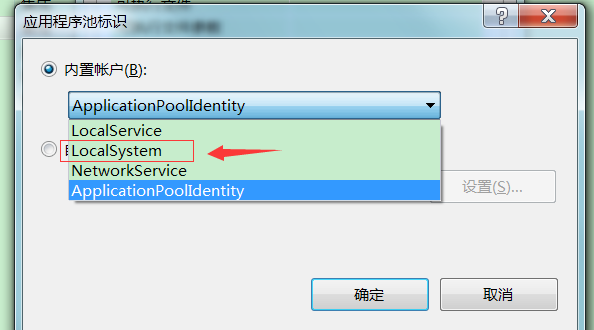 应用程序池标识
内置帐户(B):
ApplicationPoolIdentity
LocalService
LocalSystem
NetworkService
ApplicationPoolIdentity
设置(S)...
确定
取消